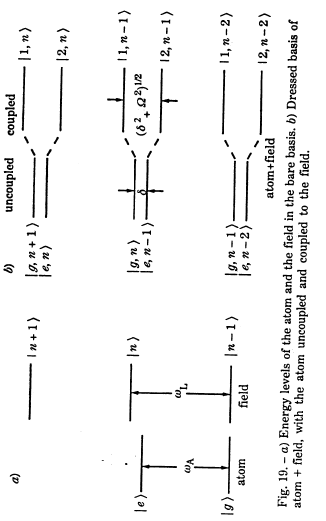 a)
|n+1⟩
|e⟩
|n⟩
ω_A
ω_L
|g⟩
|n−1⟩
atom
field
b)
uncoupled
coupled
|g, n+1⟩
|e, n⟩
|1, n⟩
|2, n⟩
|g, n⟩
|e, n−1⟩
δ
(δ² + Ω²)^1/2
|1, n−1⟩
|2, n−1⟩
|g, n−1⟩
|e, n−2⟩
|1, n−2⟩
|2, n−2⟩
atom+field
Fig. 19. – a) Energy levels of the atom and the field in the bare basis. b) Dressed basis of
atom + field, with the atom uncoupled and coupled to the field.